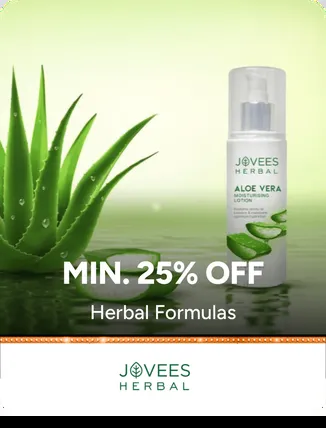 JOVEES
HERBAL
ALOE VERA
MOISTURISING
LOTION
MIN. 25% OFF
Herbal Formulas
JOVEES
HERBAL